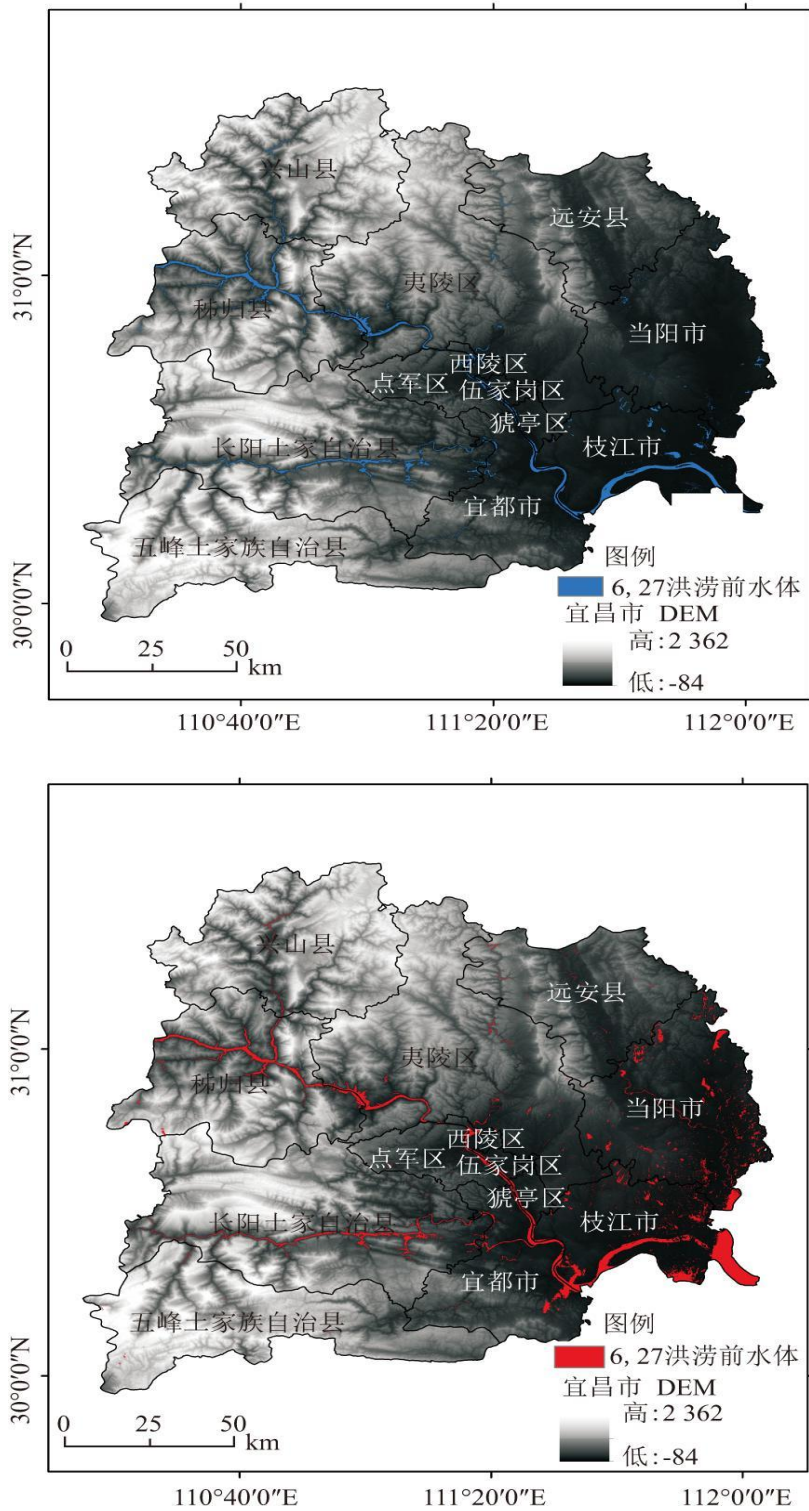 兴山县
远安县
31°0′0″N
夷陵区
秭归县
当阳市
西陵区
点军区
伍家岗区
猇亭区
枝江市
长阳土家自治县
宜都市
五峰土家族自治县
图例
6, 27洪涝前水体
30°0′0″N
宜昌市 DEM
0 25 50
km
高:2 362
低:-84
110°40′0″E 111°20′0″E 112°0′0″E
兴山县
远安县
31°0′0″N
夷陵区
秭归县
当阳市
西陵区
点军区
伍家岗区
猇亭区
枝江市
长阳土家自治县
宜都市
五峰土家族自治县
图例
6, 27洪涝前水体
30°0′0″N
宜昌市 DEM
0 25 50
km
高:2 362
低:-84
110°40′0″E 111°20′0″E 112°0′0″E